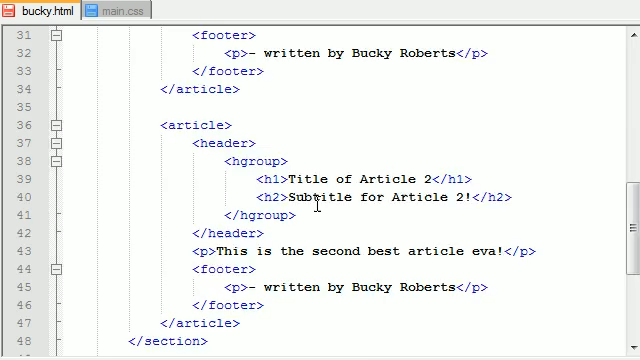 bucky.html main.css
31 <footer>
32 <p>- written by Bucky Roberts</p>
33 </footer>
34 </article>
35
36 <article>
37 <header>
38 <hgroup>
39 <h1>Title of Article 2</h1>
40 <h2>Subtitle for Article 2!</h2>
41 </hgroup>
42 </header>
43 <p>This is the second best article eva!</p>
44 <footer>
45 <p>- written by Bucky Roberts</p>
46 </footer>
47 </article>
48 </section>